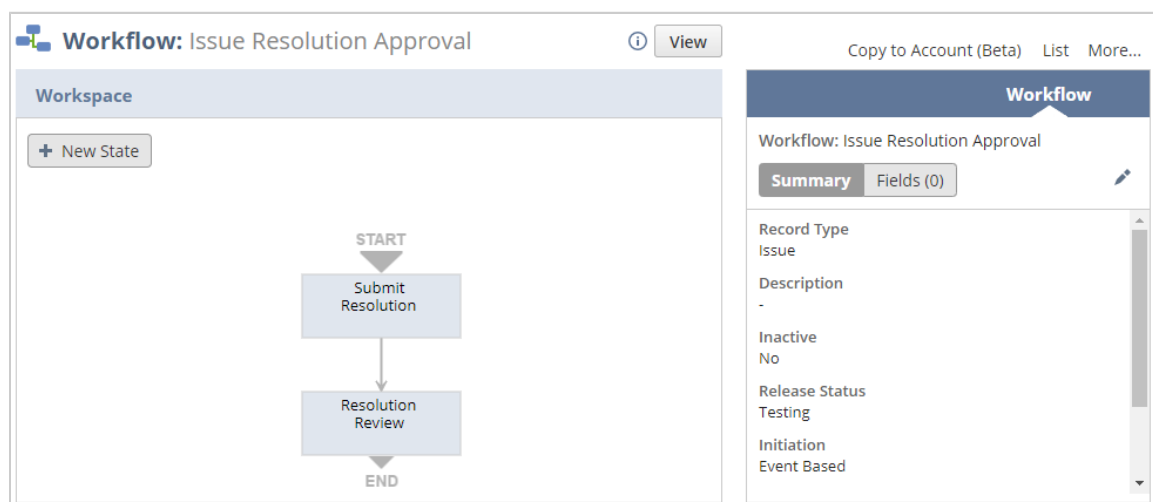 Workflow: Issue Resolution Approval
View
Copy to Account (Beta) List More...
Workspace
New State
START
Submit
Resolution
Resolution
Review
END
Workflow
Workflow: Issue Resolution Approval
Summary Fields (0)
Record Type
Issue
Description
-
Inactive
No
Release Status
Testing
Initiation
Event Based